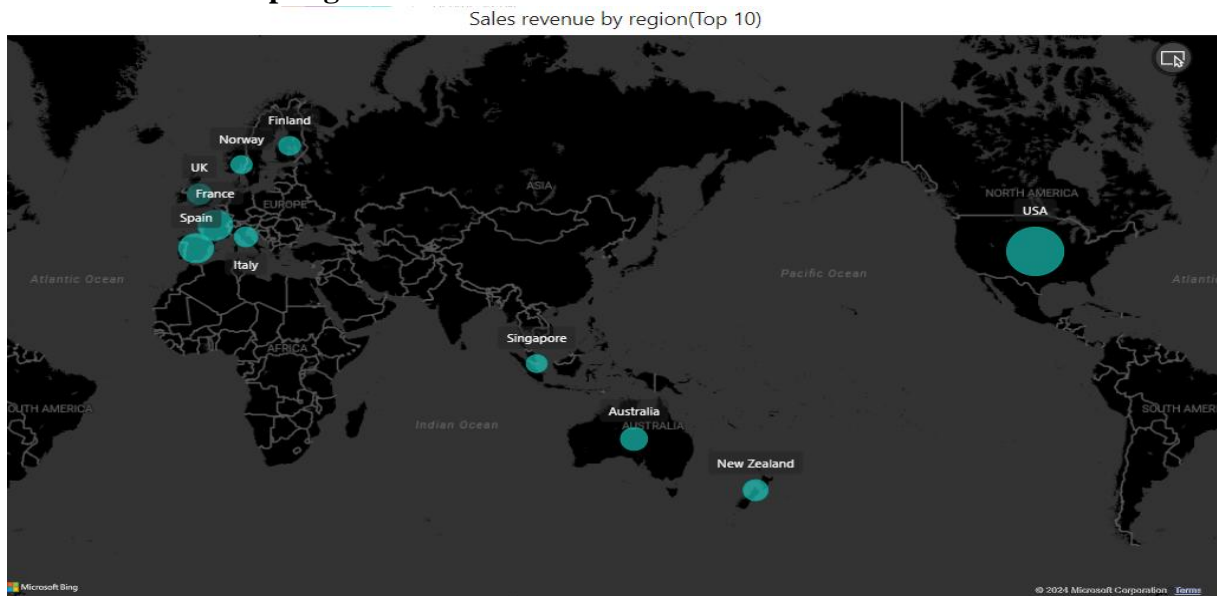 Sales revenue by region(Top 10)
Finland
Norway
UK
France
Spain
Italy
EUROPE
ASIA
NORTH AMERICA
USA
Atlantic Ocean
Pacific Ocean
Atlanti
Singapore
AFRICA
Indian Ocean
OUTH AMERICA
SOUTH AMER
Australia
AUSTRALIA
New Zealand
Microsoft Bing
© 2024 Microsoft Corporation Terms